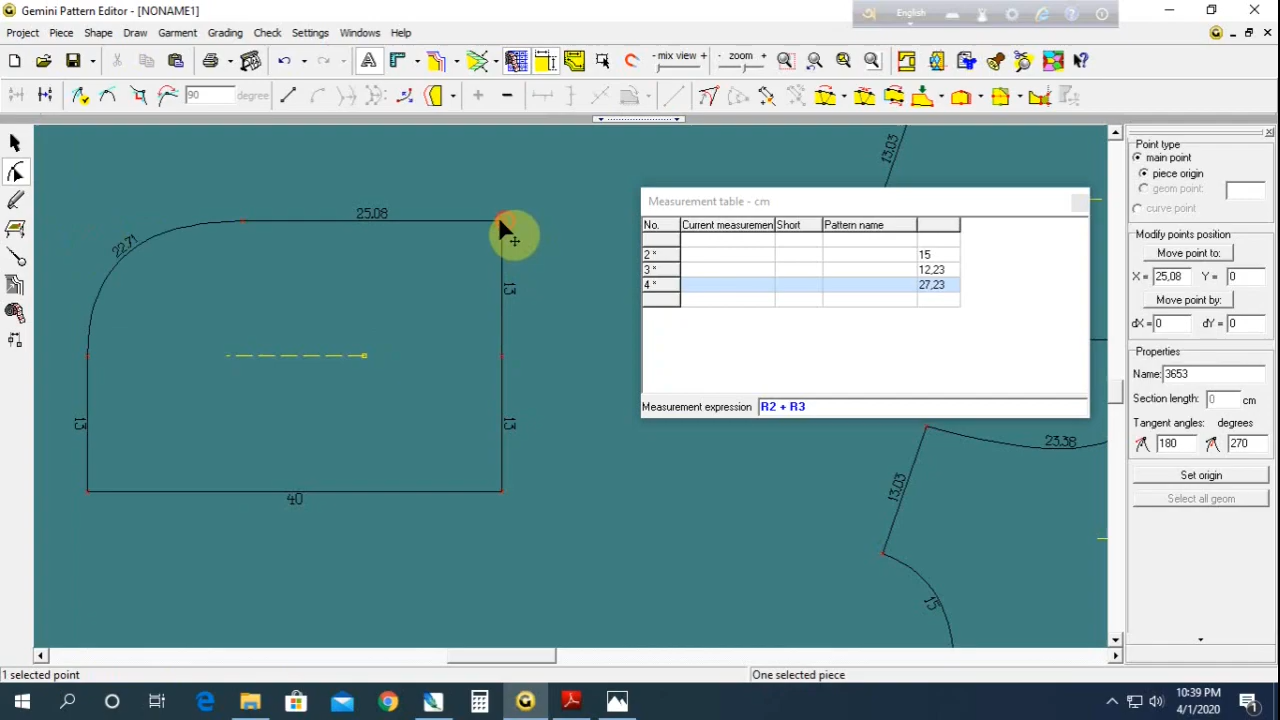 Gemini Pattern Editor - [NONAME1]
English
Project Piece Shape Draw Garment Grading Check Settings Windows Help
mix view
zoom
90 degree
25,08
22,71
13
13
13
40
13,03
23,38
13,03
15
Measurement table - cm
No. Current measuremen Short Pattern name
2 * 15
3 * 12,23
4 * 27,23
Measurement expression R2 + R3
Point type
main point
piece origin
geom point:
curve point
Modify points position
Move point to:
X = 25,08 Y = 0
Move point by:
dX = 0 dY = 0
Properties
Name: 3653
Section length: 0 cm
Tangent angles: degrees
180 270
Set origin
Select all geom
1 selected point One selected piece
10:39 PM
4/1/2020